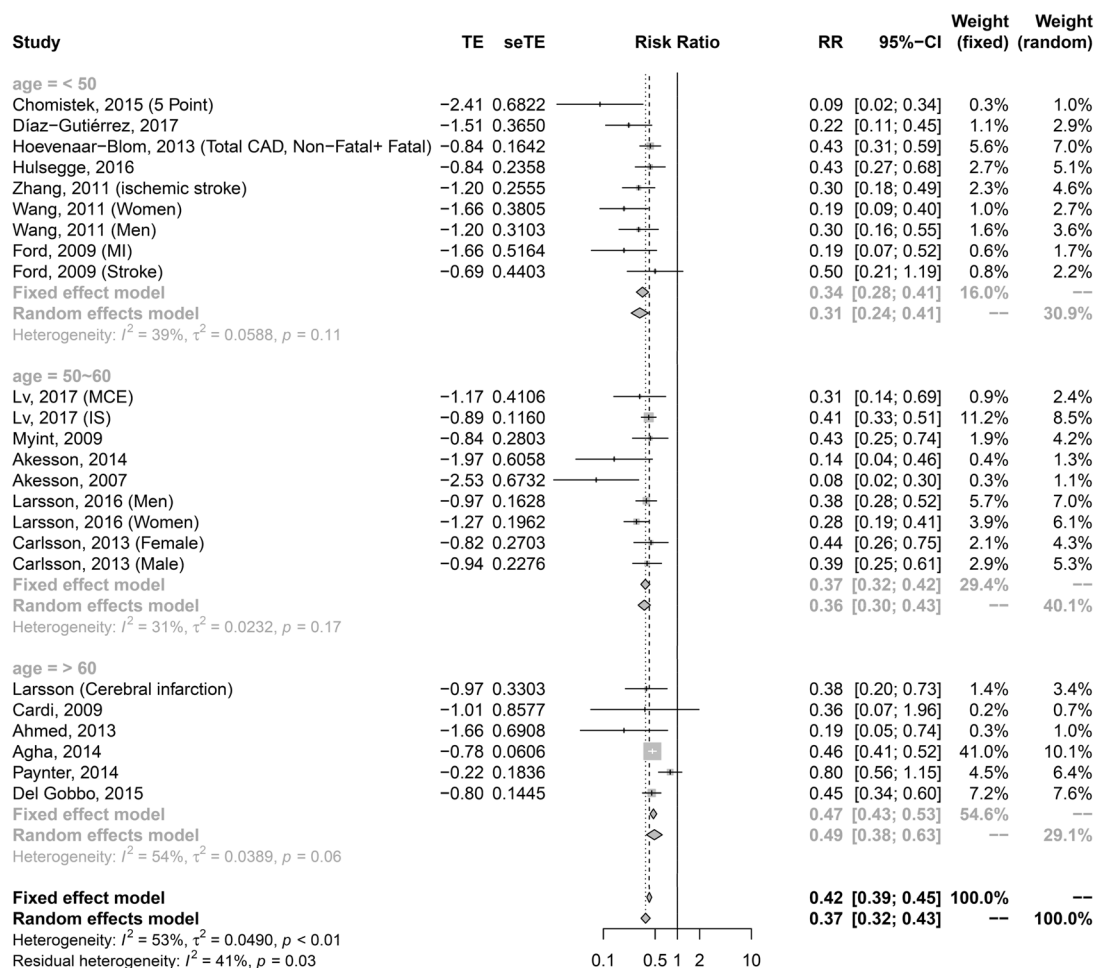 Study TE seTE Risk Ratio RR 95%−CI Weight (fixed) Weight (random)
age = < 50
Chomistek, 2015 (5 Point) −2.41 0.6822 0.09 [0.02; 0.34] 0.3% 1.0%
Díaz−Gutiérrez, 2017 −1.51 0.3650 0.22 [0.11; 0.45] 1.1% 2.9%
Hoevenaar−Blom, 2013 (Total CAD, Non−Fatal+ Fatal) −0.84 0.1642 0.43 [0.31; 0.59] 5.6% 7.0%
Hulsegge, 2016 −0.84 0.2358 0.43 [0.27; 0.68] 2.7% 5.1%
Zhang, 2011 (ischemic stroke) −1.20 0.2555 0.30 [0.18; 0.49] 2.3% 4.6%
Wang, 2011 (Women) −1.66 0.3805 0.19 [0.09; 0.40] 1.0% 2.7%
Wang, 2011 (Men) −1.20 0.3103 0.30 [0.16; 0.55] 1.6% 3.6%
Ford, 2009 (MI) −1.66 0.5164 0.19 [0.07; 0.52] 0.6% 1.7%
Ford, 2009 (Stroke) −0.69 0.4403 0.50 [0.21; 1.19] 0.8% 2.2%
Fixed effect model 0.34 [0.28; 0.41] 16.0% −−
Random effects model 0.31 [0.24; 0.41] −− 30.9%
Heterogeneity: I² = 39%, τ² = 0.0588, p = 0.11
age = 50~60
Lv, 2017 (MCE) −1.17 0.4106 0.31 [0.14; 0.69] 0.9% 2.4%
Lv, 2017 (IS) −0.89 0.1160 0.41 [0.33; 0.51] 11.2% 8.5%
Myint, 2009 −0.84 0.2803 0.43 [0.25; 0.74] 1.9% 4.2%
Akesson, 2014 −1.97 0.6058 0.14 [0.04; 0.46] 0.4% 1.3%
Akesson, 2007 −2.53 0.6732 0.08 [0.02; 0.30] 0.3% 1.1%
Larsson, 2016 (Men) −0.97 0.1628 0.38 [0.28; 0.52] 5.7% 7.0%
Larsson, 2016 (Women) −1.27 0.1962 0.28 [0.19; 0.41] 3.9% 6.1%
Carlsson, 2013 (Female) −0.82 0.2703 0.44 [0.26; 0.75] 2.1% 4.3%
Carlsson, 2013 (Male) −0.94 0.2276 0.39 [0.25; 0.61] 2.9% 5.3%
Fixed effect model 0.37 [0.32; 0.42] 29.4% −−
Random effects model 0.36 [0.30; 0.43] −− 40.1%
Heterogeneity: I² = 31%, τ² = 0.0232, p = 0.17
age = > 60
Larsson (Cerebral infarction) −0.97 0.3303 0.38 [0.20; 0.73] 1.4% 3.4%
Cardi, 2009 −1.01 0.8577 0.36 [0.07; 1.96] 0.2% 0.7%
Ahmed, 2013 −1.66 0.6908 0.19 [0.05; 0.74] 0.3% 1.0%
Agha, 2014 −0.78 0.0606 0.46 [0.41; 0.52] 41.0% 10.1%
Paynter, 2014 −0.22 0.1836 0.80 [0.56; 1.15] 4.5% 6.4%
Del Gobbo, 2015 −0.80 0.1445 0.45 [0.34; 0.60] 7.2% 7.6%
Fixed effect model 0.47 [0.43; 0.53] 54.6% −−
Random effects model 0.49 [0.38; 0.63] −− 29.1%
Heterogeneity: I² = 54%, τ² = 0.0389, p = 0.06
Fixed effect model 0.42 [0.39; 0.45] 100.0% −−
Random effects model 0.37 [0.32; 0.43] −− 100.0%
Heterogeneity: I² = 53%, τ² = 0.0490, p < 0.01
Residual heterogeneity: I² = 41%, p = 0.03
0.1 0.5 1 2 10